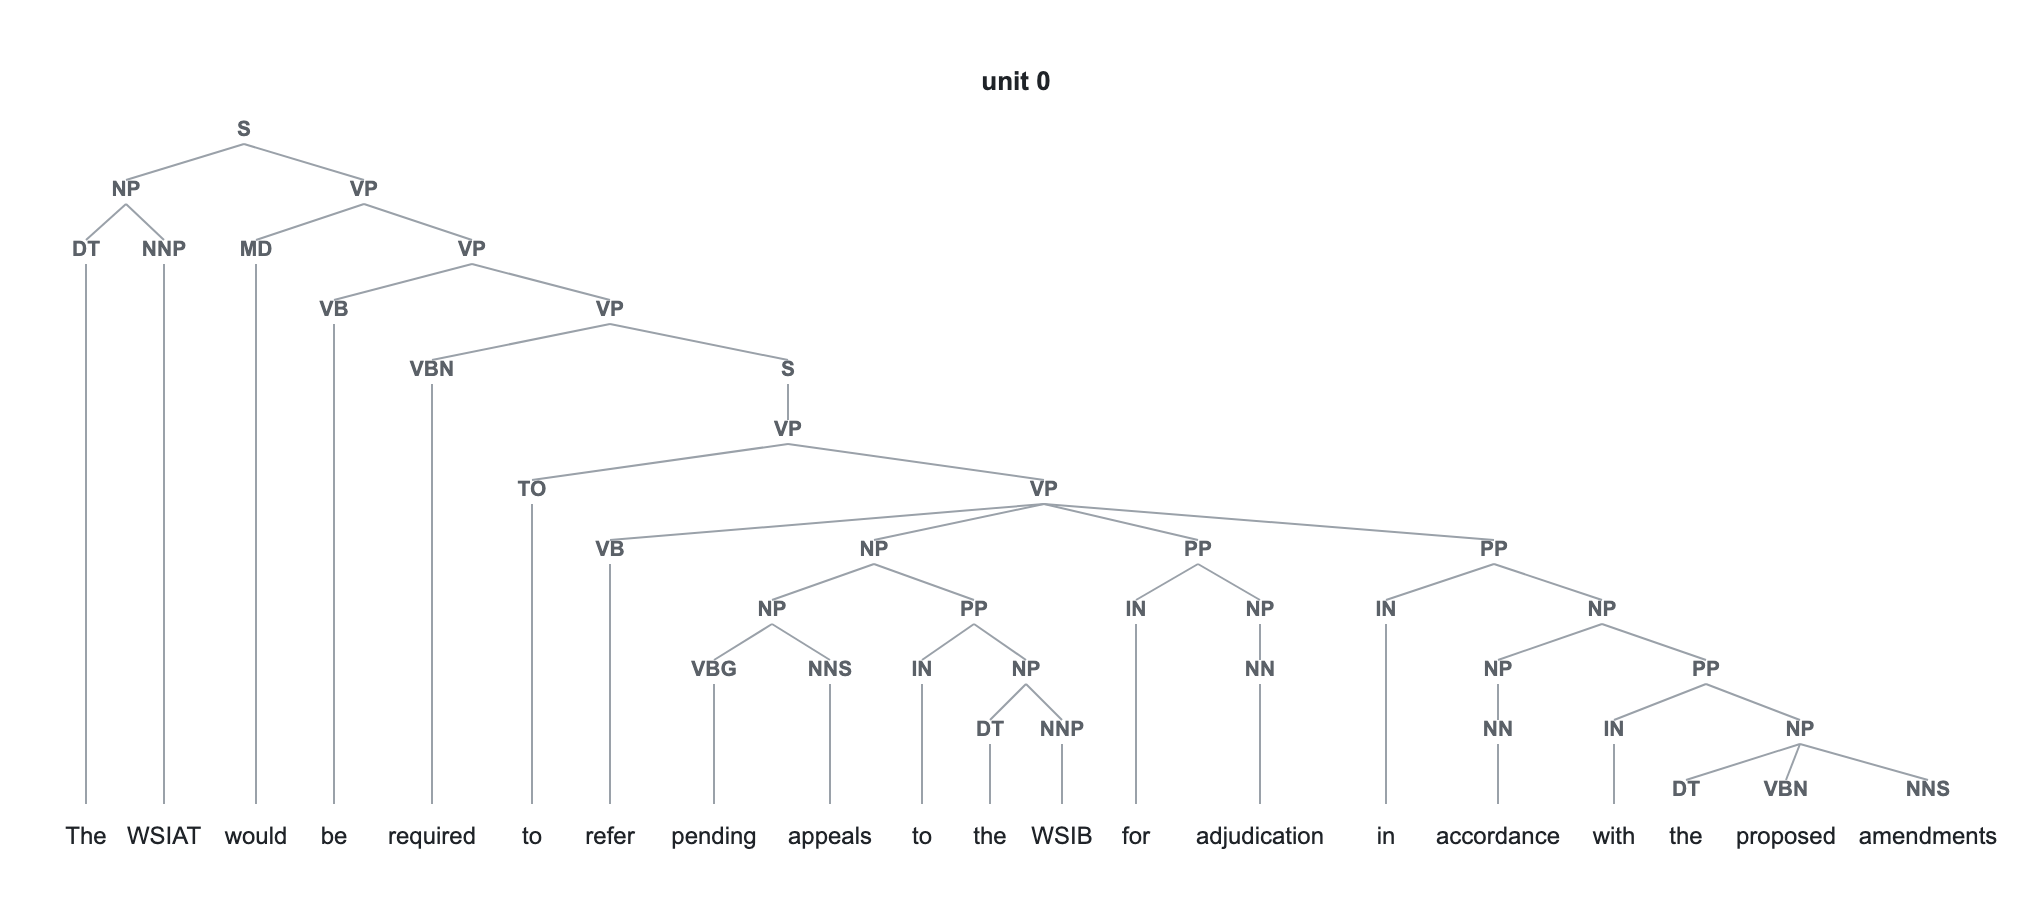 unit 0
S
NP VP
DT NNP MD VP
VB VP
VBN S
VP
TO VP
VB NP PP PP
NP PP IN NP IN NP
VBG NNS IN NP NN NP PP
DT NNP NN IN NP
DT VBN NNS
The WSIAT would be required to refer pending appeals to the WSIB for adjudication in accordance with the proposed amendments